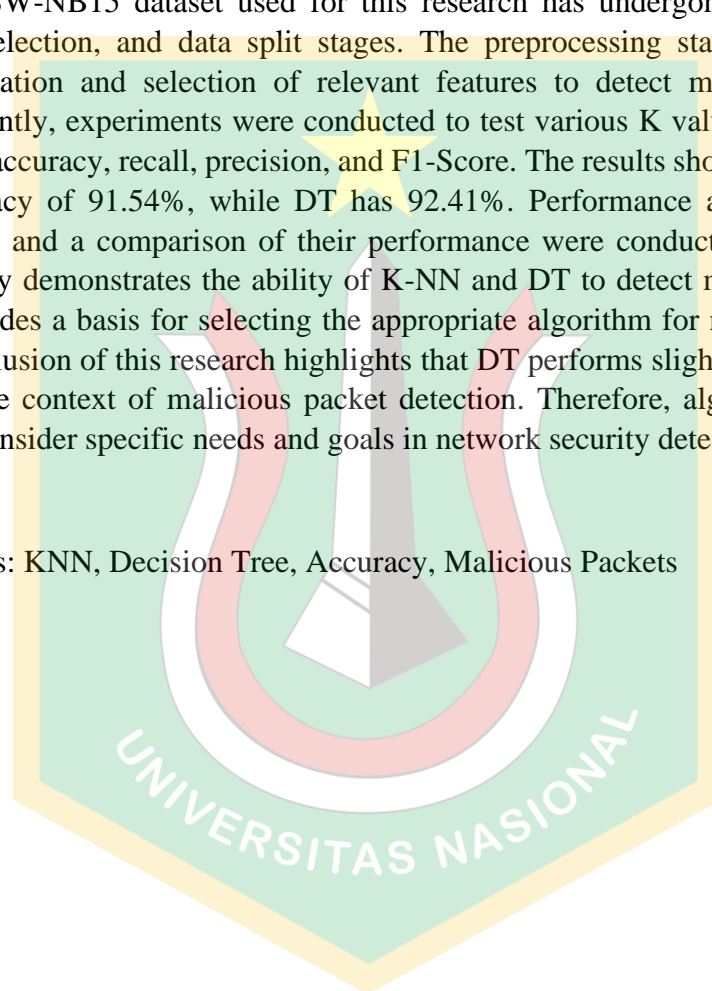 SW-NB15 dataset used for this research has undergon
election, and data split stages. The preprocessing sta
ation and selection of relevant features to detect m
ntly, experiments were conducted to test various K val
accuracy, recall, precision, and F1-Score. The results sho
acy of 91.54%, while DT has 92.41%. Performance a
and a comparison of their performance were conduct
y demonstrates the ability of K-NN and DT to detect m
des a basis for selecting the appropriate algorithm for n
lusion of this research highlights that DT performs sligh
e context of malicious packet detection. Therefore, alg
nsider specific needs and goals in network security dete
s: KNN, Decision Tree, Accuracy, Malicious Packets
UNIVERSITAS NASIONAL